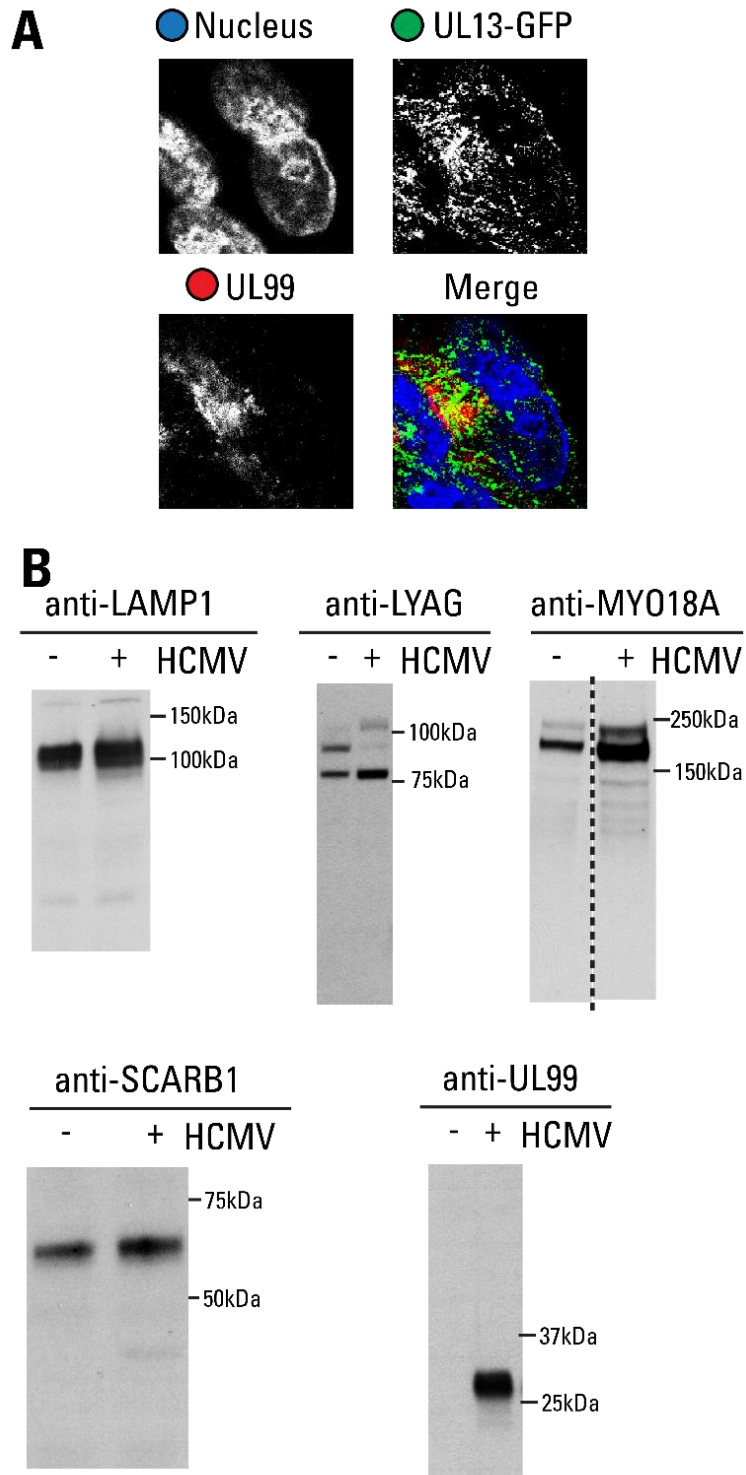 A
Nucleus
UL13-GFP
UL99
Merge
B
anti-LAMP1
- + HCMV
150kDa
100kDa
anti-LYAG
- + HCMV
100kDa
75kDa
anti-MYO18A
- + HCMV
250kDa
150kDa
anti-SCARB1
- + HCMV
75kDa
50kDa
anti-UL99
- + HCMV
37kDa
25kDa